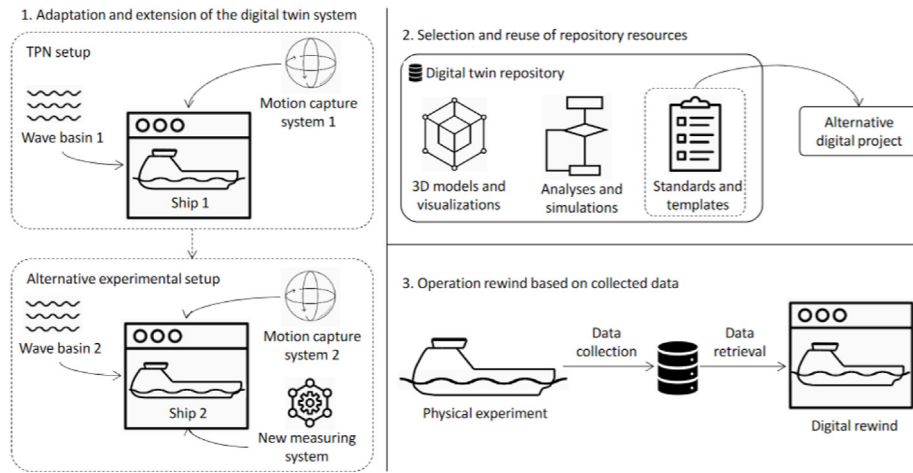 1. Adaptation and extension of the digital twin system
TPN setup
Wave basin 1
Motion capture
system 1
Ship 1
Alternative experimental setup
Wave basin 2
Motion capture
system 2
Ship 2
New measuring
system
2. Selection and reuse of repository resources
Digital twin repository
3D models and
visualizations
Analyses and
simulations
Standards and
templates
Alternative
digital project
3. Operation rewind based on collected data
Physical experiment
Data
collection
Data
retrieval
Digital rewind